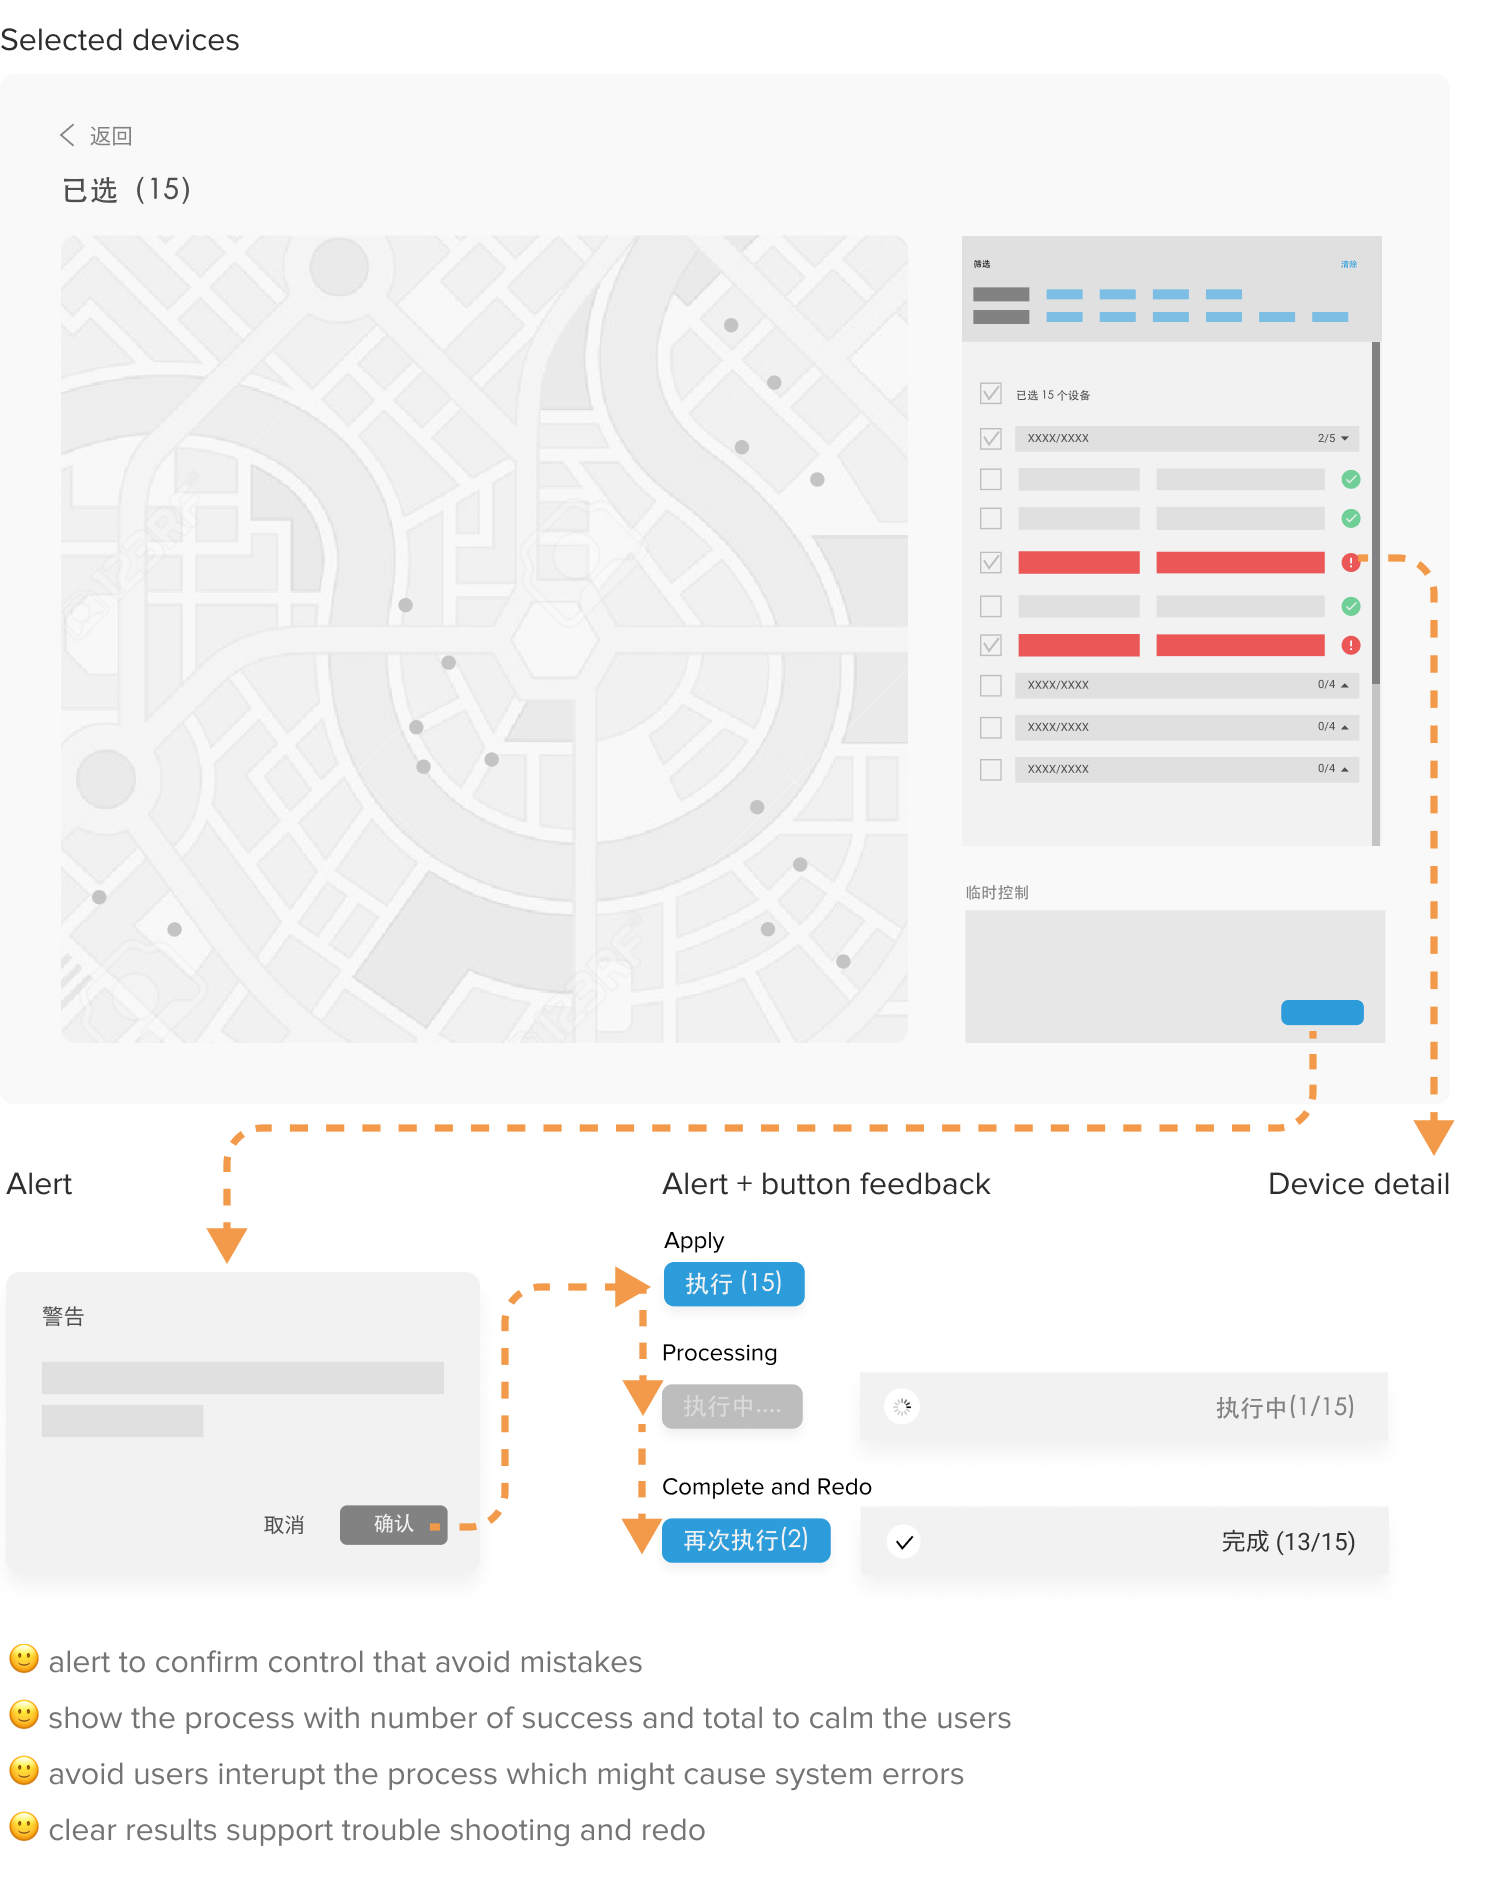 Selected devices
返回
已选（15）
筛选
清除
已选 15 个设备
XXXX/XXXX 2/5
XXXX/XXXX 0/4
XXXX/XXXX 0/4
XXXX/XXXX 0/4
临时控制
Alert
Alert + button feedback
Device detail
Apply
执行 (15)
警告
Processing
执行中....
执行中(1/15)
Complete and Redo
取消
确认
再次执行(2)
完成 (13/15)
alert to confirm control that avoid mistakes
show the process with number of success and total to calm the users
avoid users interupt the process which might cause system errors
clear results support trouble shooting and redo